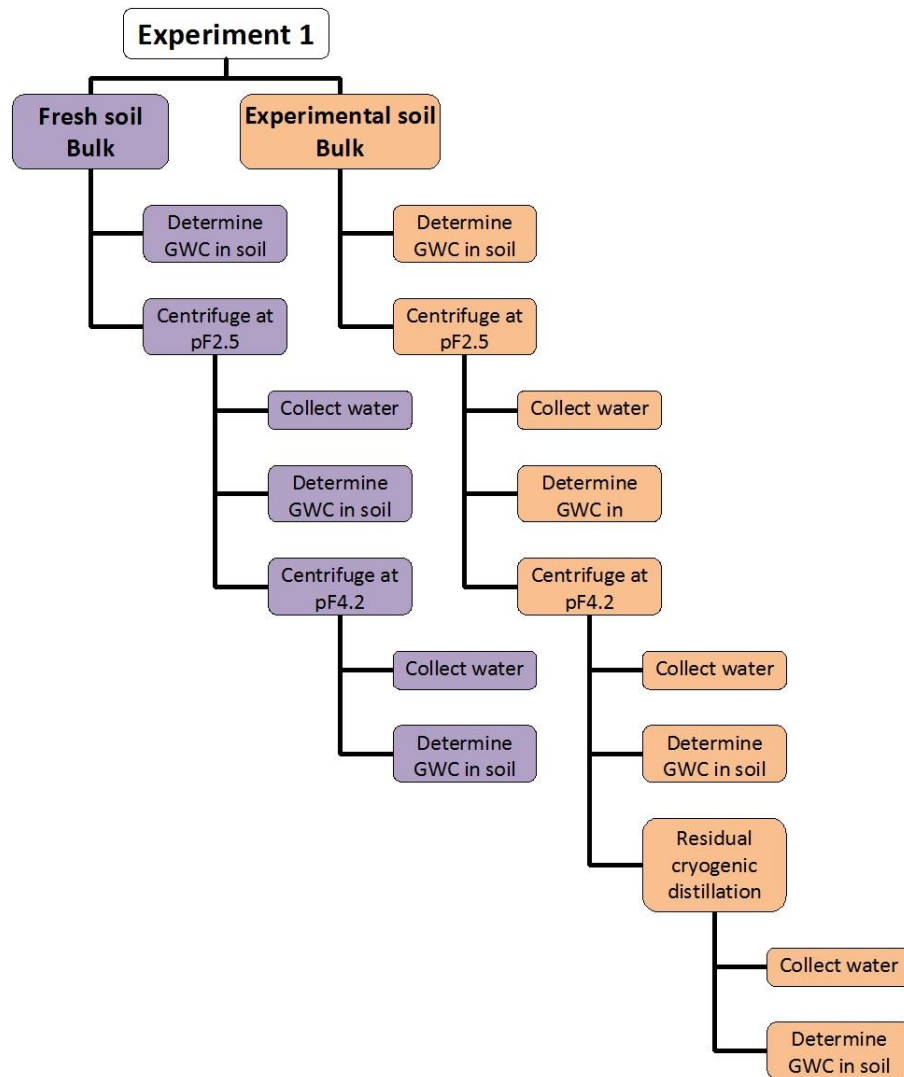 Experiment 1
Fresh soil
Bulk
Determine
GWC in soil
Centrifuge at
pF2.5
Collect water
Determine
GWC in soil
Centrifuge at
pF4.2
Collect water
Determine
GWC in soil
Experimental soil
Bulk
Determine
GWC in soil
Centrifuge at
pF2.5
Collect water
Determine
GWC in
Centrifuge at
pF4.2
Collect water
Determine
GWC in soil
Residual
cryogenic
distillation
Collect water
Determine
GWC in soil